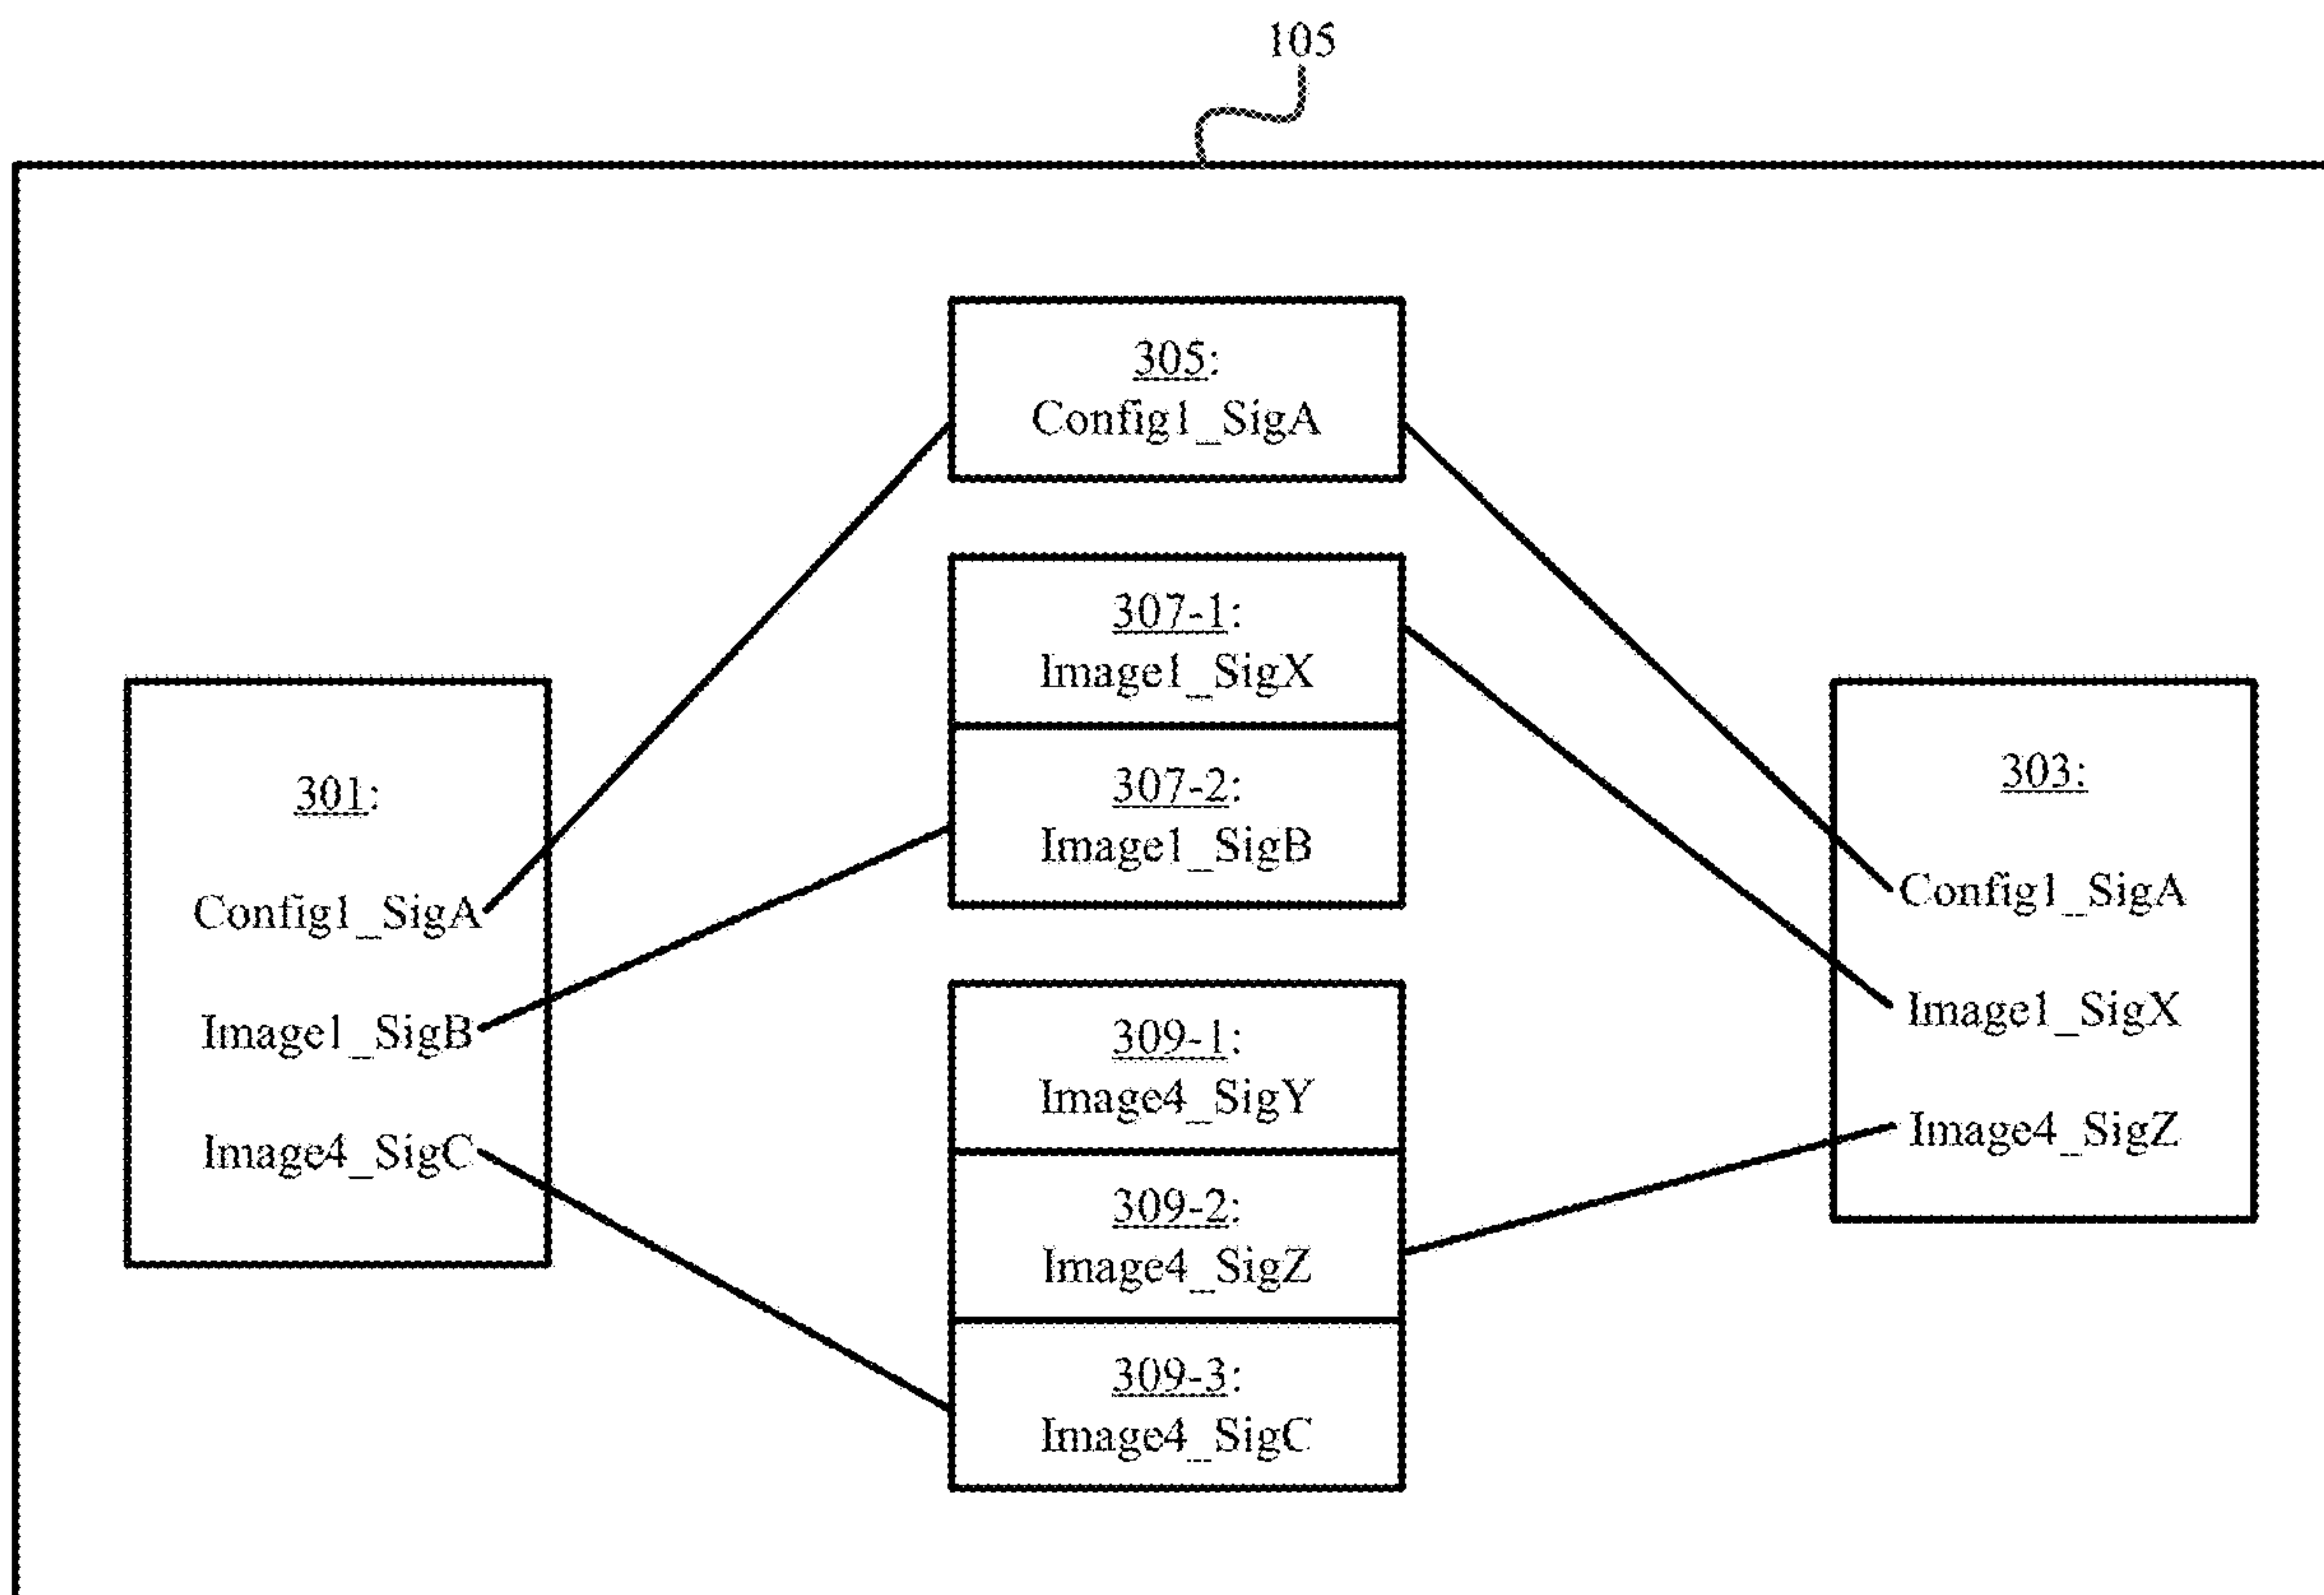 105
305:
Config1_SigA
307-1:
Image1_SigX
307-2:
Image1_SigB
301:
Config1_SigA
Image1_SigB
Image4_SigC
303:
Config1_SigA
Image1_SigX
Image4_SigZ
309-1:
Image4_SigY
309-2:
Image4_SigZ
309-3:
Image4_SigC